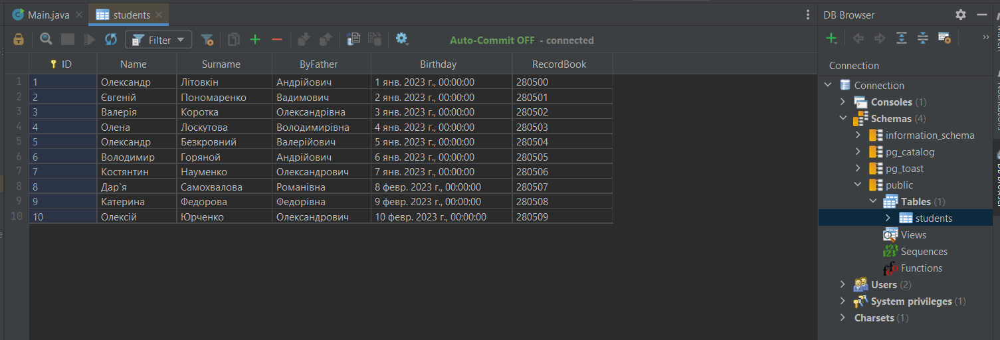 Main.java students
DB Browser
Filter Auto-Commit OFF - connected
Connection
ID Name Surname ByFather Birthday RecordBook
1 1 Олександр Літовкін Андрійович 1 янв. 2023 г., 00:00:00 280500
2 2 Євгеній Пономаренко Вадимович 2 янв. 2023 г., 00:00:00 280501
3 3 Валерія Коротка Олександрівна 3 янв. 2023 г., 00:00:00 280502
4 4 Олена Лоскутова Володимирівна 4 янв. 2023 г., 00:00:00 280503
5 5 Олександр Безкровний Валерійович 5 янв. 2023 г., 00:00:00 280504
6 6 Володимир Горяной Андрійович 6 янв. 2023 г., 00:00:00 280505
7 7 Костянтин Науменко Олександрович 7 янв. 2023 г., 00:00:00 280506
8 8 Дар`я Самохвалова Романівна 8 февр. 2023 г., 00:00:00 280507
9 9 Катерина Федорова Федорівна 9 февр. 2023 г., 00:00:00 280508
10 10 Олексій Юрченко Олександрович 10 февр. 2023 г., 00:00:00 280509
Connection
Consoles (1)
Schemas (4)
information_schema
pg_catalog
pg_toast
public
Tables (1)
students
Views
Sequences
Functions
Users (2)
System privileges (1)
Charsets (1)